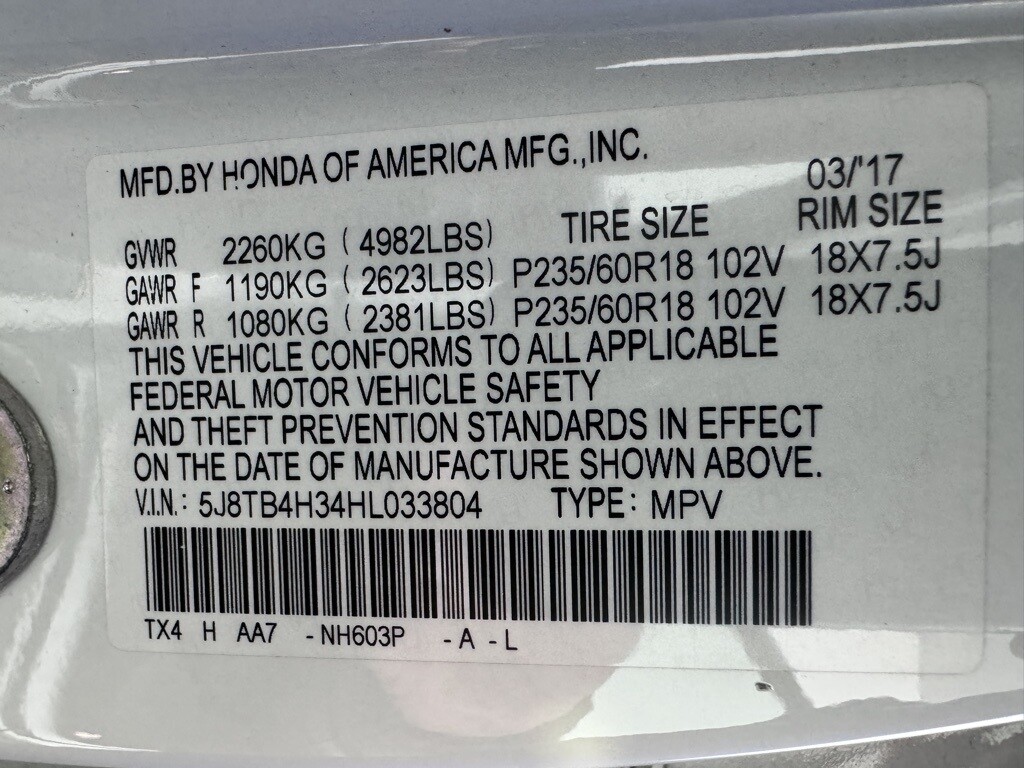 MFD.BY HONDA OF AMERICA MFG.,INC. 03/'17
GVWR 2260KG ( 4982LBS) TIRE SIZE RIM SIZE
GAWR F 1190KG ( 2623LBS) P235/60R18 102V 18X7.5J
GAWR R 1080KG ( 2381LBS) P235/60R18 102V 18X7.5J
THIS VEHICLE CONFORMS TO ALL APPLICABLE
FEDERAL MOTOR VEHICLE SAFETY
AND THEFT PREVENTION STANDARDS IN EFFECT
ON THE DATE OF MANUFACTURE SHOWN ABOVE.
V.I.N.: 5J8TB4H34HL033804 TYPE: MPV
TX4 H AA7 -NH603P -A -L